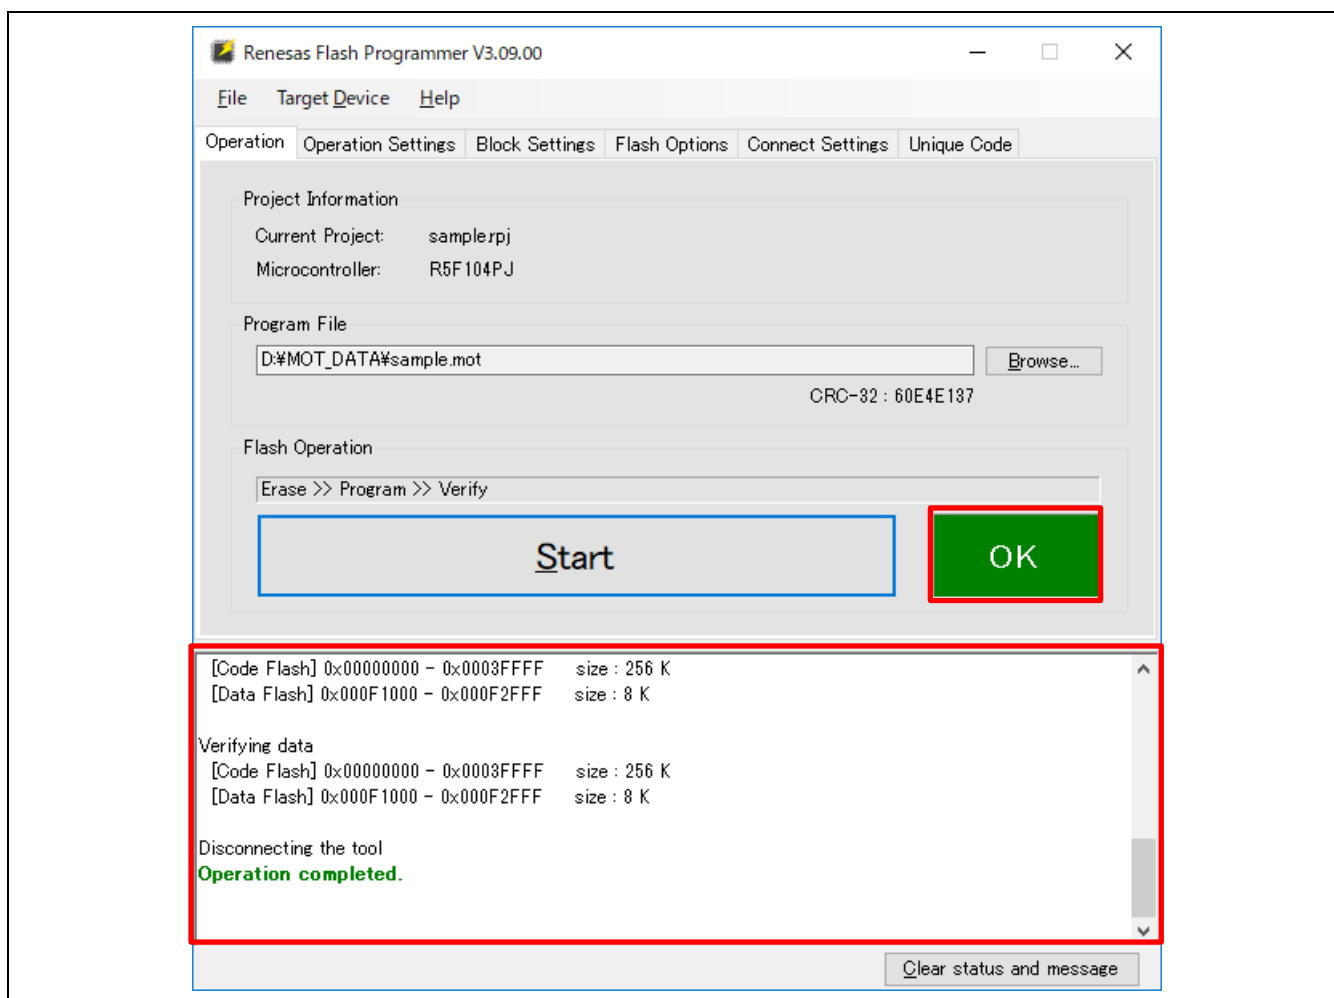 Renesas Flash Programmer V3.09.00
File Target Device Help
Operation Operation Settings Block Settings Flash Options Connect Settings Unique Code
Project Information
Current Project: sample.rpj
Microcontroller: R5F104PJ
Program File
D:¥MOT_DATA¥sample.mot Browse...
CRC-32 : 60E4E137
Flash Operation
Erase >> Program >> Verify
Start OK
[Code Flash] 0x00000000 - 0x0003FFFF size : 256 K
[Data Flash] 0x000F1000 - 0x000F2FFF size : 8 K
Verifying data
[Code Flash] 0x00000000 - 0x0003FFFF size : 256 K
[Data Flash] 0x000F1000 - 0x000F2FFF size : 8 K
Disconnecting the tool
Operation completed.
Clear status and message